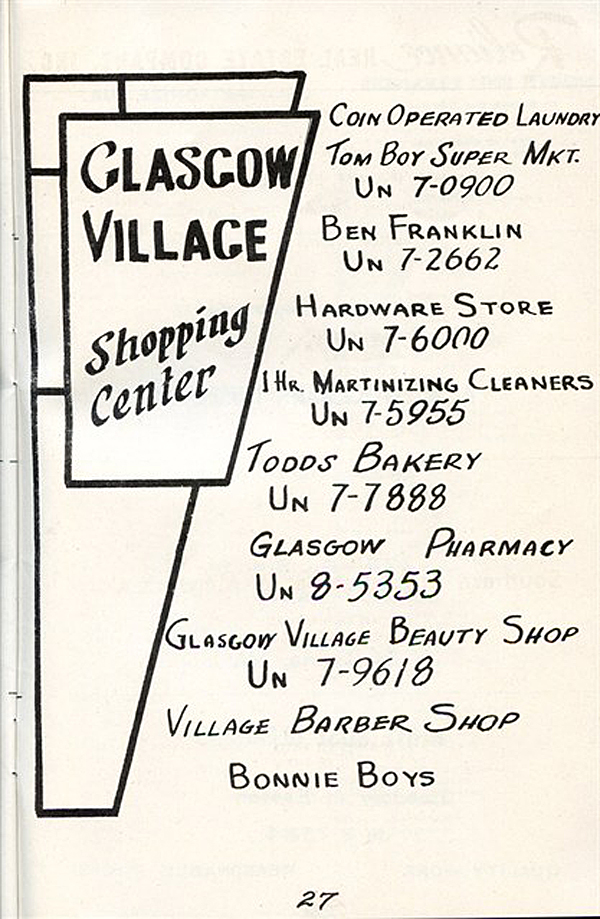 GLASGOW
VILLAGE
Shopping
Center
COIN OPERATED LAUNDRY
TOM BOY SUPER MKT.
UN 7-0900
BEN FRANKLIN
UN 7-2662
HARDWARE STORE
UN 7-6000
1 HR. MARTINIZING CLEANERS
UN 7-5955
TODDS BAKERY
UN 7-7888
GLASGOW PHARMACY
UN 8-5353
GLASGOW VILLAGE BEAUTY SHOP
UN 7-9618
VILLAGE BARBER SHOP
BONNIE BOYS
27